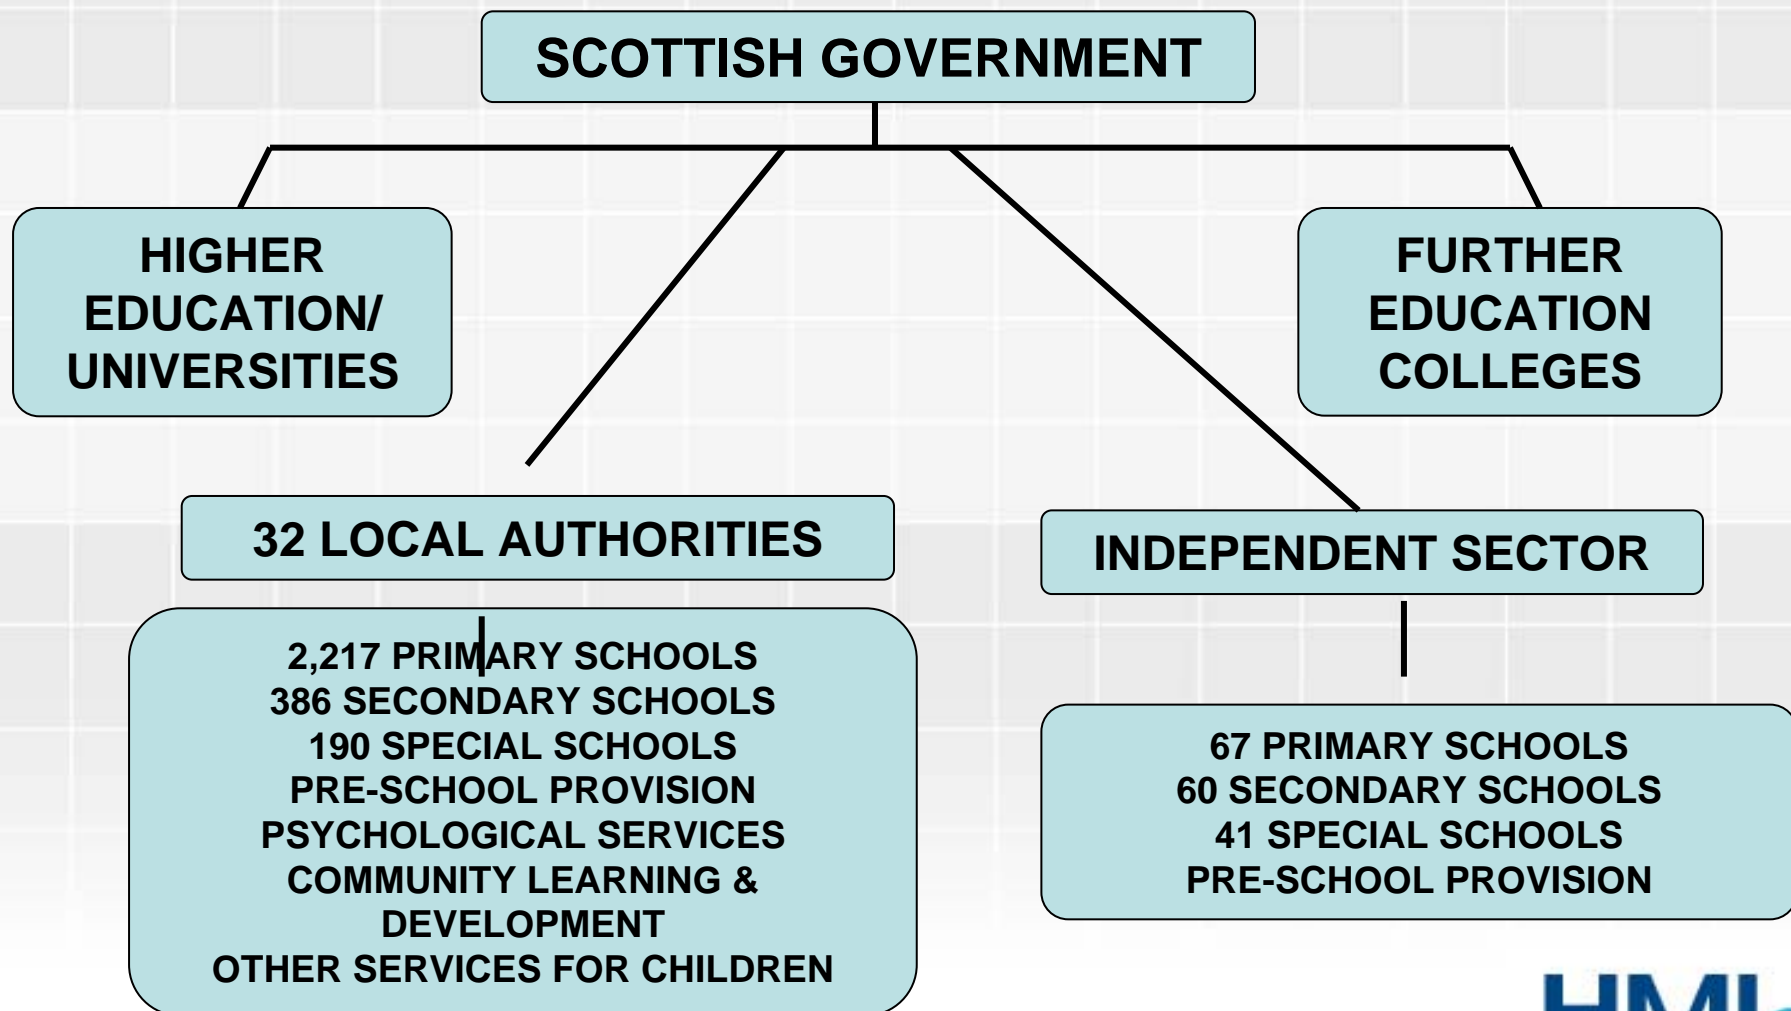 SCOTTISH GOVERNMENT
HIGHER
EDUCATION/
UNIVERSITIES
FURTHER
EDUCATION
COLLEGES
32 LOCAL AUTHORITIES
INDEPENDENT SECTOR
2,217 PRIMARY SCHOOLS
386 SECONDARY SCHOOLS
190 SPECIAL SCHOOLS
PRE-SCHOOL PROVISION
PSYCHOLOGICAL SERVICES
COMMUNITY LEARNING &
DEVELOPMENT
OTHER SERVICES FOR CHILDREN
67 PRIMARY SCHOOLS
60 SECONDARY SCHOOLS
41 SPECIAL SCHOOLS
PRE-SCHOOL PROVISION